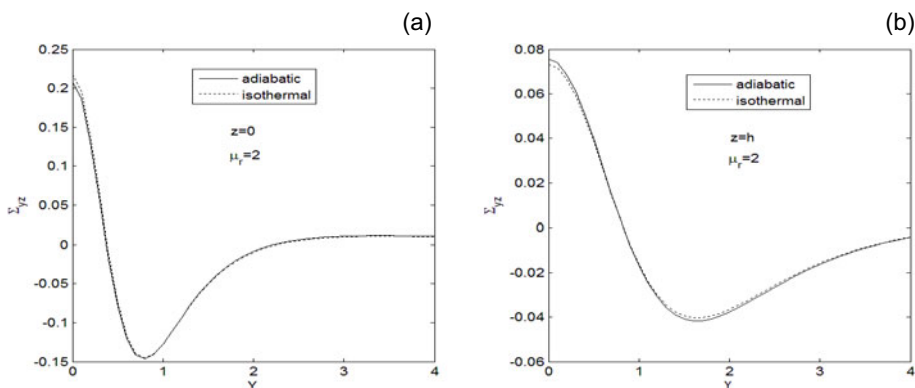 (a)
0.25
0.2
0.15
0.1
0.05
0
-0.05
-0.1
-0.15
0
1
2
3
4
adiabatic
isothermal
z=0
μr=2
Σyz
Y
(b)
0.08
0.06
0.04
0.02
0
-0.02
-0.04
-0.06
0
1
2
3
4
adiabatic
isothermal
z=h
μr=2
Σyz
Y